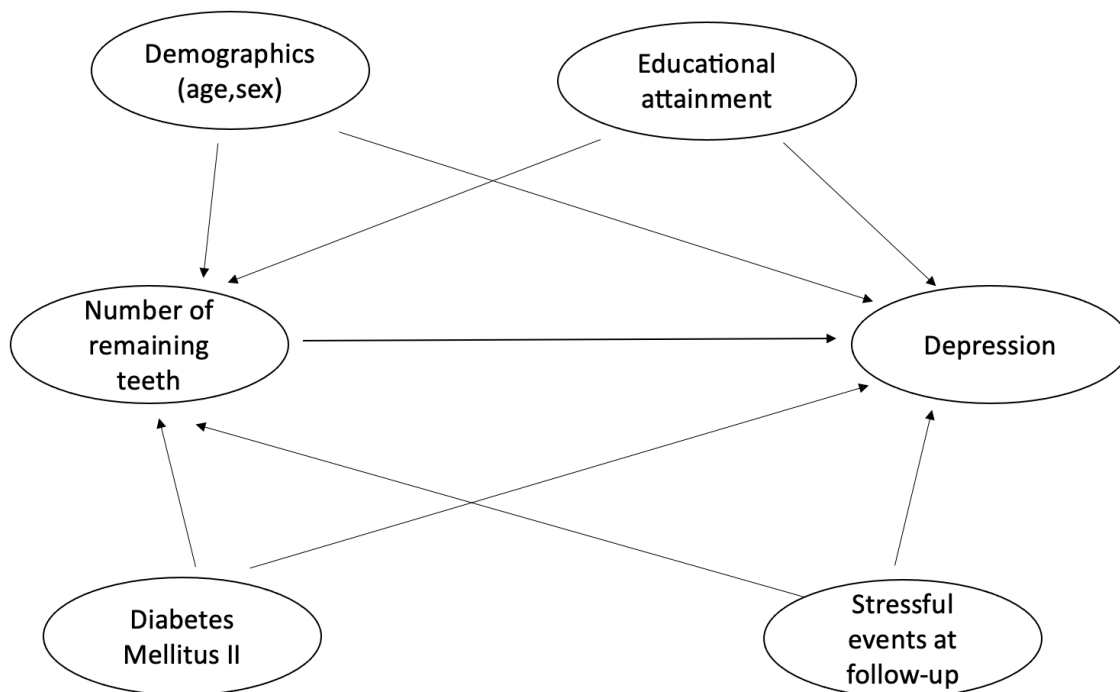 Demographics
(age,sex)
Educational
attainment
Number of
remaining
teeth
Depression
Diabetes
Mellitus II
Stressful
events at
follow-up